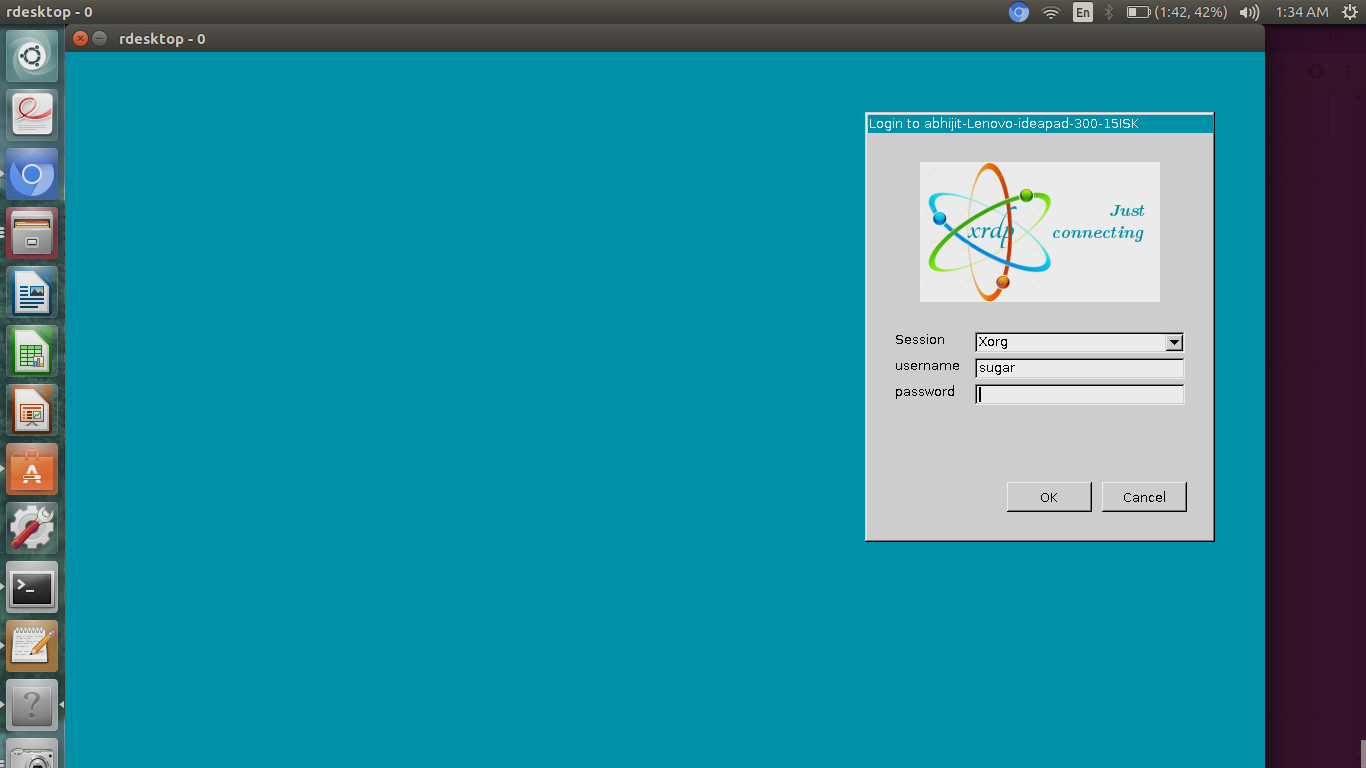 rdesktop - 0
En
(1:42, 42%)
1:34 AM
rdesktop - 0
Login to abhijit-Lenovo-ideapad-300-15ISK
xrdp
Just
connecting
Session
Xorg
username
sugar
password
OK
Cancel